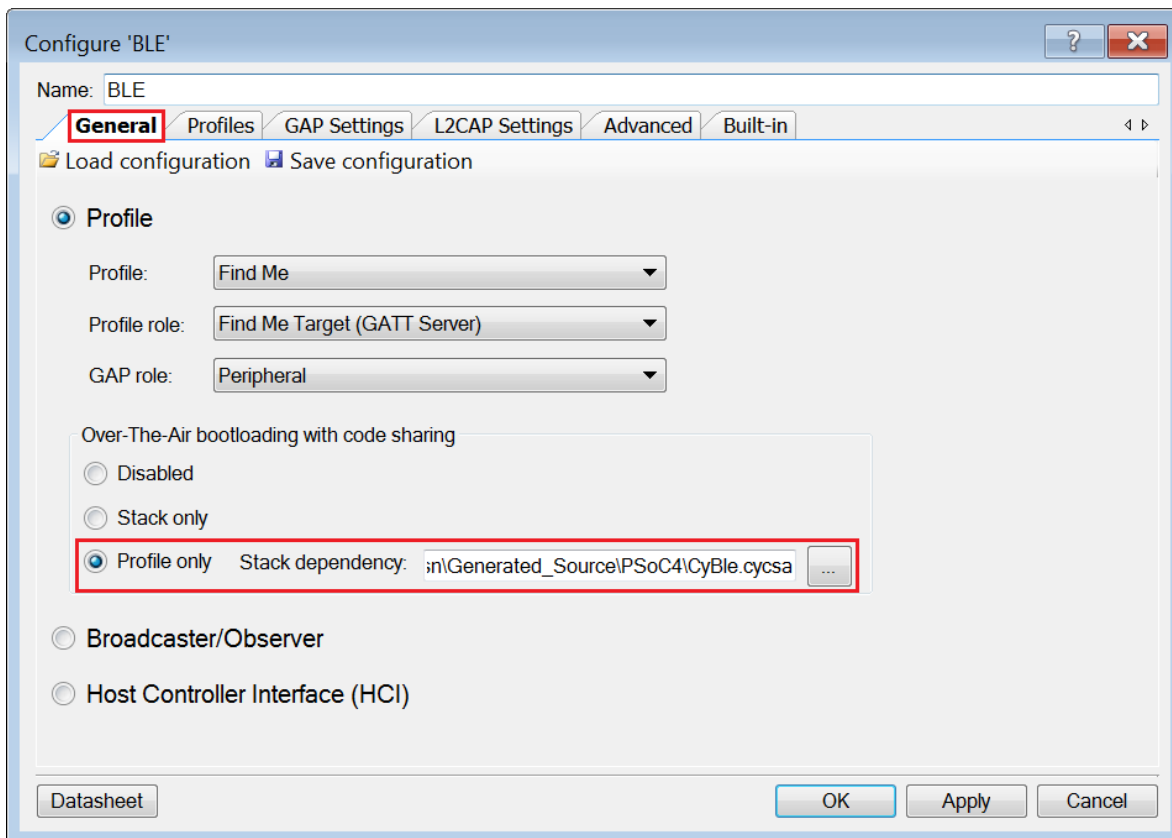 Configure 'BLE'
?
Name: BLE
General Profiles GAP Settings L2CAP Settings Advanced Built-in
Load configuration Save configuration
Profile
Profile: Find Me
Profile role: Find Me Target (GATT Server)
GAP role: Peripheral
Over-The-Air bootloading with code sharing
Disabled
Stack only
Profile only Stack dependency: sn\Generated_Source\PSoC4\CyBle.cycsa ...
Broadcaster/Observer
Host Controller Interface (HCI)
Datasheet OK Apply Cancel